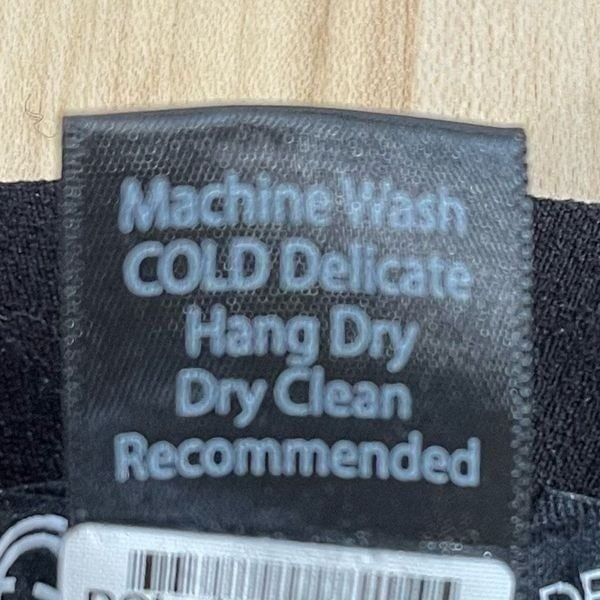 Machine Wash
COLD Delicate
Hang Dry
Dry Clean
Recommended